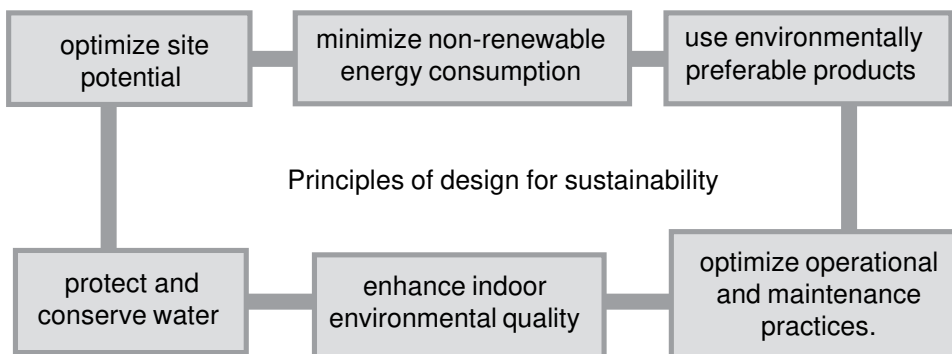 optimize site
potential
minimize non-renewable
energy consumption
use environmentally
preferable products
Principles of design for sustainability
protect and
conserve water
enhance indoor
environmental quality
optimize operational
and maintenance
practices.